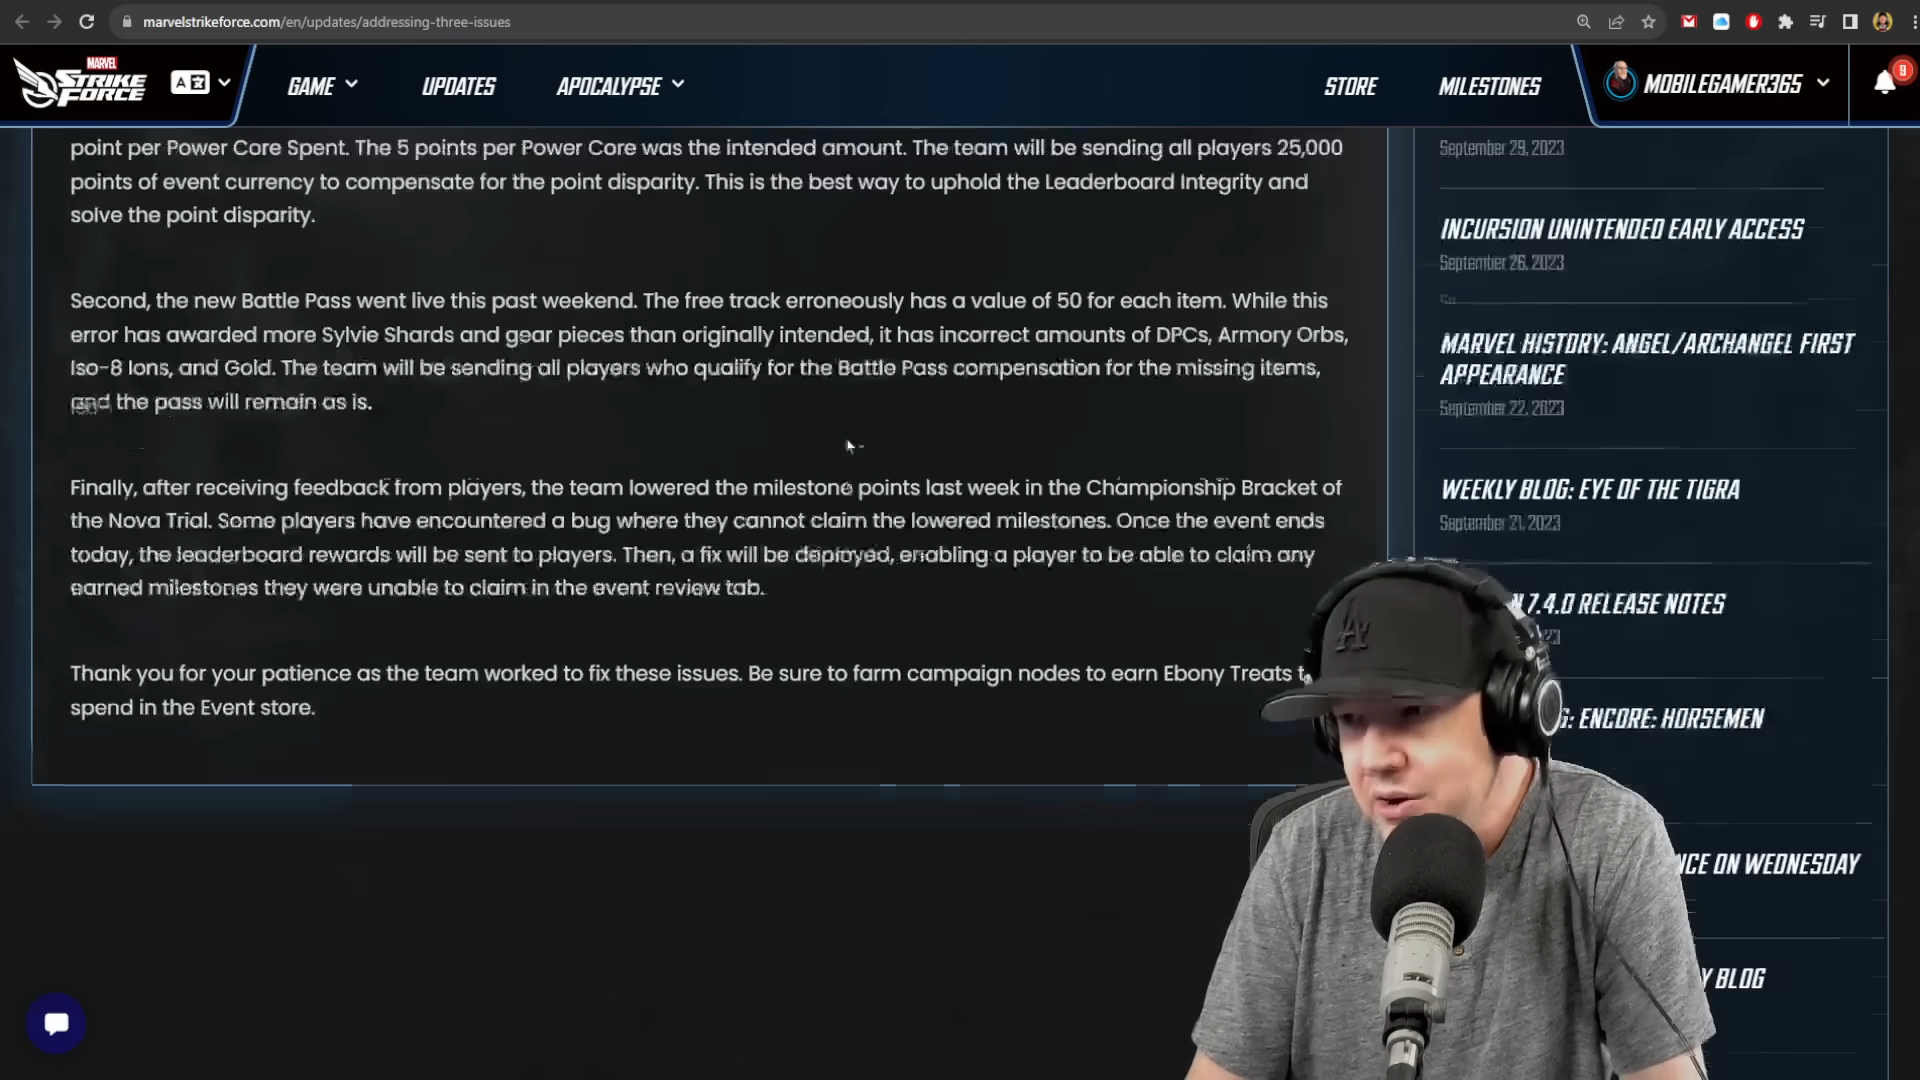 marvelstrikeforce.com/en/updates/addressing-three-issues
MARVEL
STRIKE
FORCE
GAME
UPDATES
APOCALYPSE
STORE
MILESTONES
MOBILEGAMER365
9
point per Power Core Spent. The 5 points per Power Core was the intended amount. The team will be sending all players 25,000
points of event currency to compensate for the point disparity. This is the best way to uphold the Leaderboard Integrity and
solve the point disparity.
Second, the new Battle Pass went live this past weekend. The free track erroneously has a value of 50 for each item. While this
error has awarded more Sylvie Shards and gear pieces than originally intended, it has incorrect amounts of DPCs, Armory Orbs,
Iso-8 Ions, and Gold. The team will be sending all players who qualify for the Battle Pass compensation for the missing items,
and the pass will remain as is.
Finally, after receiving feedback from players, the team lowered the milestone points last week in the Championship Bracket of
the Nova Trial. Some players have encountered a bug where they cannot claim the lowered milestones. Once the event ends
today, the leaderboard rewards will be sent to players. Then, a fix will be deployed, enabling a player to be able to claim any
earned milestones they were unable to claim in the event review tab.
Thank you for your patience as the team worked to fix these issues. Be sure to farm campaign nodes to earn Ebony Treats
spend in the Event store.
September 29, 2023
INCURSION UNINTENDED EARLY ACCESS
September 26, 2023
MARVEL HISTORY: ANGEL/ARCHANGEL FIRST
APPEARANCE
September 22, 2023
WEEKLY BLOG: EYE OF THE TIGRA
September 21, 2023
7.4.0 RELEASE NOTES
: ENCORE: HORSEMEN
ON WEDNESDAY
BLOG
LA